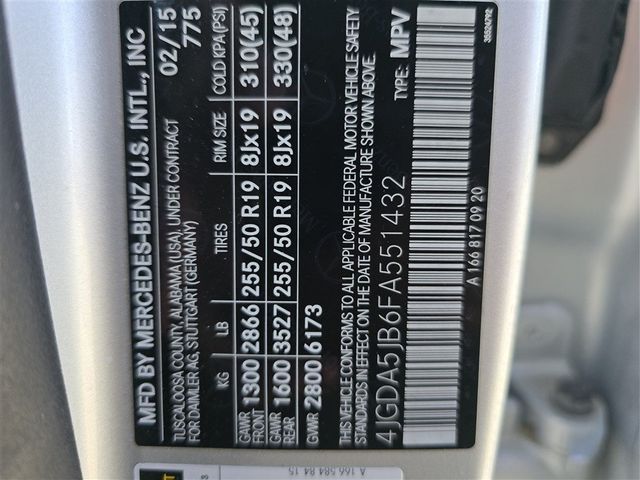 MFD BY MERCEDES-BENZ U.S. INTL., INC
TUSCALOOSA COUNTY, ALABAMA (USA), UNDER CONTRACT 02/15
FOR DAIMLER AG, STUTTGART (GERMANY) 775
KG LB TIRES RIM SIZE COLD KPA (PSI)
GAWR FRONT 1300 2866 255/50 R19 8Jx19 310(45)
GAWR REAR 1600 3527 255/50 R19 8Jx19 330(48)
GVWR 2800 6173
THIS VEHICLE CONFORMS TO ALL APPLICABLE FEDERAL MOTOR VEHICLE SAFETY
STANDARDS IN EFFECT ON THE DATE OF MANUFACTURE SHOWN ABOVE.
4JGDA5JB6FA551432 TYPE: MPV
A 166 817 09 20 35524792
A 166 584 84 15